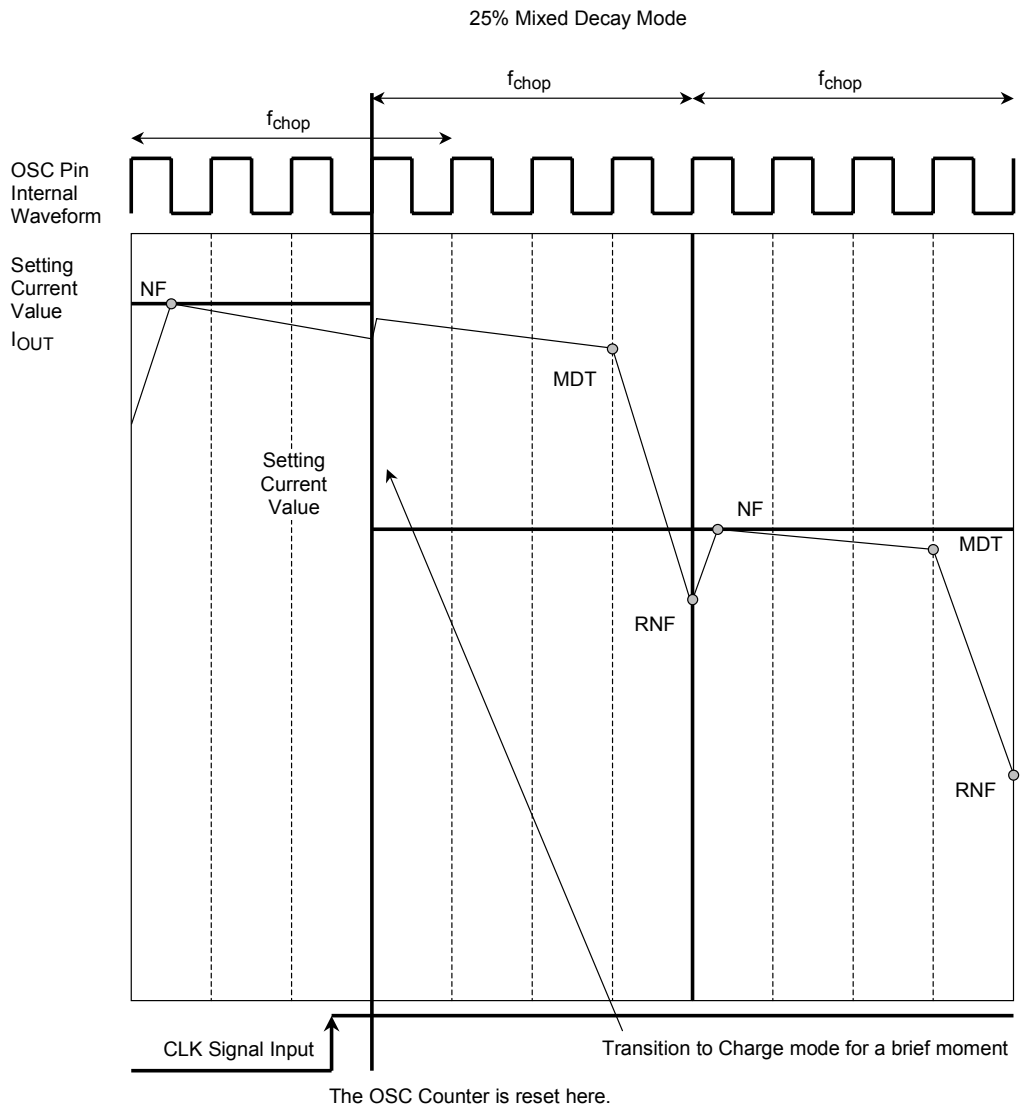 25% Mixed Decay Mode
fchop
fchop
fchop
OSC Pin
Internal
Waveform
Setting
Current
Value
IOUT
NF
MDT
Setting
Current
Value
NF
MDT
RNF
RNF
CLK Signal Input
Transition to Charge mode for a brief moment
The OSC Counter is reset here.